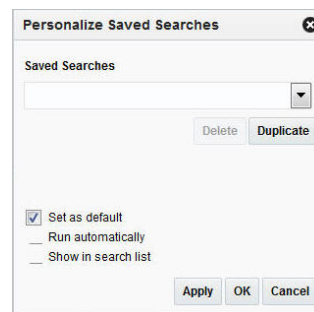 Personalize Saved Searches
Saved Searches
Delete Duplicate
Set as default
Run automatically
Show in search list
Apply OK Cancel